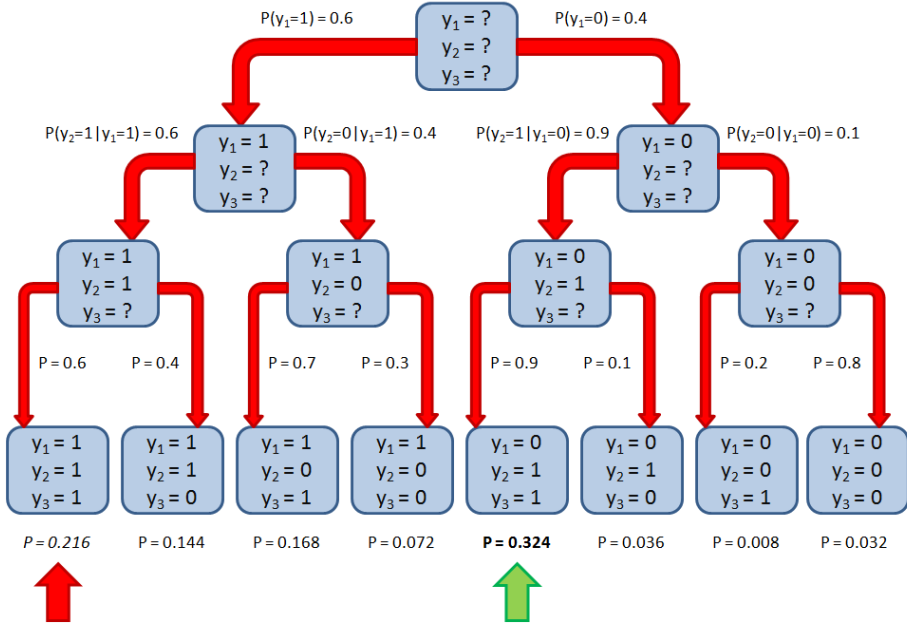 P(y₁=1) = 0.6
P(y₁=0) = 0.4
y₁ = ?
y₂ = ?
y₃ = ?
P(y₂=1|y₁=1) = 0.6
P(y₂=0|y₁=1) = 0.4
P(y₂=1|y₁=0) = 0.9
P(y₂=0|y₁=0) = 0.1
y₁ = 1
y₂ = ?
y₃ = ?
y₁ = 0
y₂ = ?
y₃ = ?
y₁ = 1
y₂ = 1
y₃ = ?
y₁ = 1
y₂ = 0
y₃ = ?
y₁ = 0
y₂ = 1
y₃ = ?
y₁ = 0
y₂ = 0
y₃ = ?
P = 0.6
P = 0.4
P = 0.7
P = 0.3
P = 0.9
P = 0.1
P = 0.2
P = 0.8
y₁ = 1
y₂ = 1
y₃ = 1
y₁ = 1
y₂ = 1
y₃ = 0
y₁ = 1
y₂ = 0
y₃ = 1
y₁ = 1
y₂ = 0
y₃ = 0
y₁ = 0
y₂ = 1
y₃ = 1
y₁ = 0
y₂ = 1
y₃ = 0
y₁ = 0
y₂ = 0
y₃ = 1
y₁ = 0
y₂ = 0
y₃ = 0
P = 0.216
P = 0.144
P = 0.168
P = 0.072
P = 0.324
P = 0.036
P = 0.008
P = 0.032